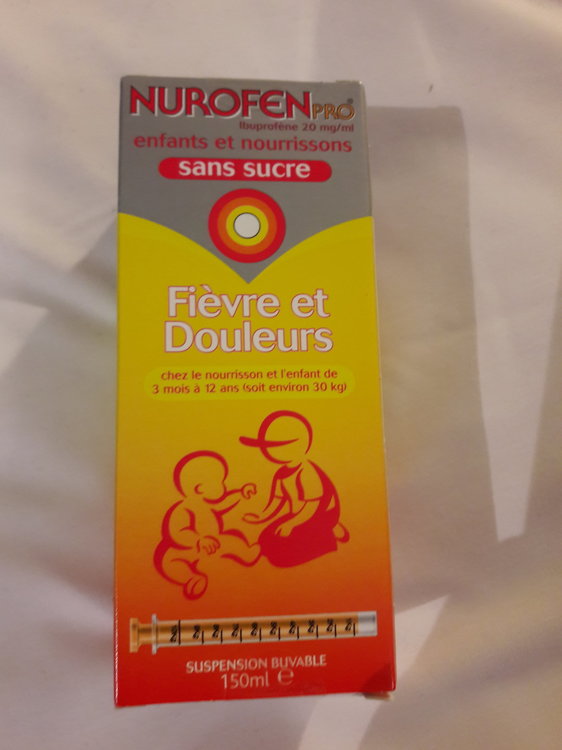 NUROFENPRO®
Ibuprofène 20 mg/ml
enfants et nourrissons
sans sucre
Fièvre et
Douleurs
chez le nourrisson et l'enfant de
3 mois à 12 ans (soit environ 30 kg)
SUSPENSION BUVABLE
150ml ℮